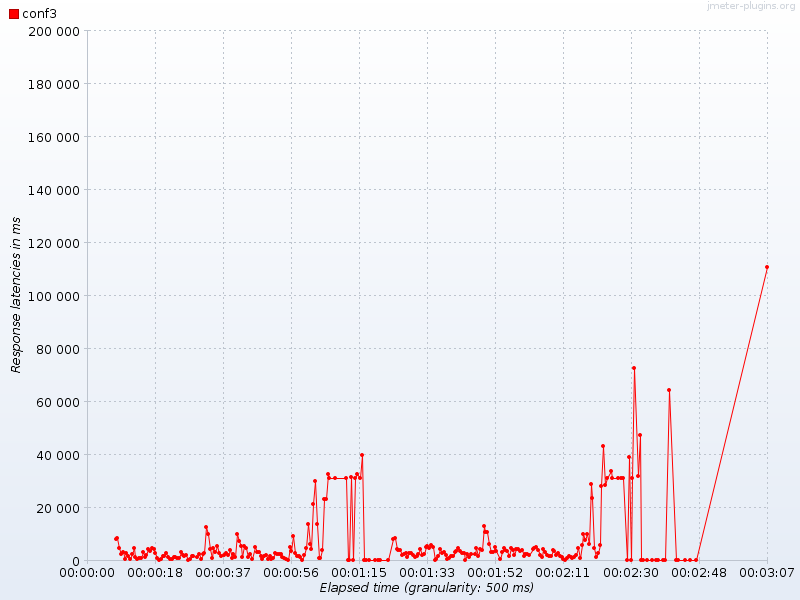 jmeter-plugins.org
conf3
200 000
180 000
160 000
140 000
120 000
100 000
80 000
60 000
40 000
20 000
0
Response latencies in ms
00:00:00 00:00:18 00:00:37 00:00:56 00:01:15 00:01:33 00:01:52 00:02:11 00:02:30 00:02:48 00:03:07
Elapsed time (granularity: 500 ms)